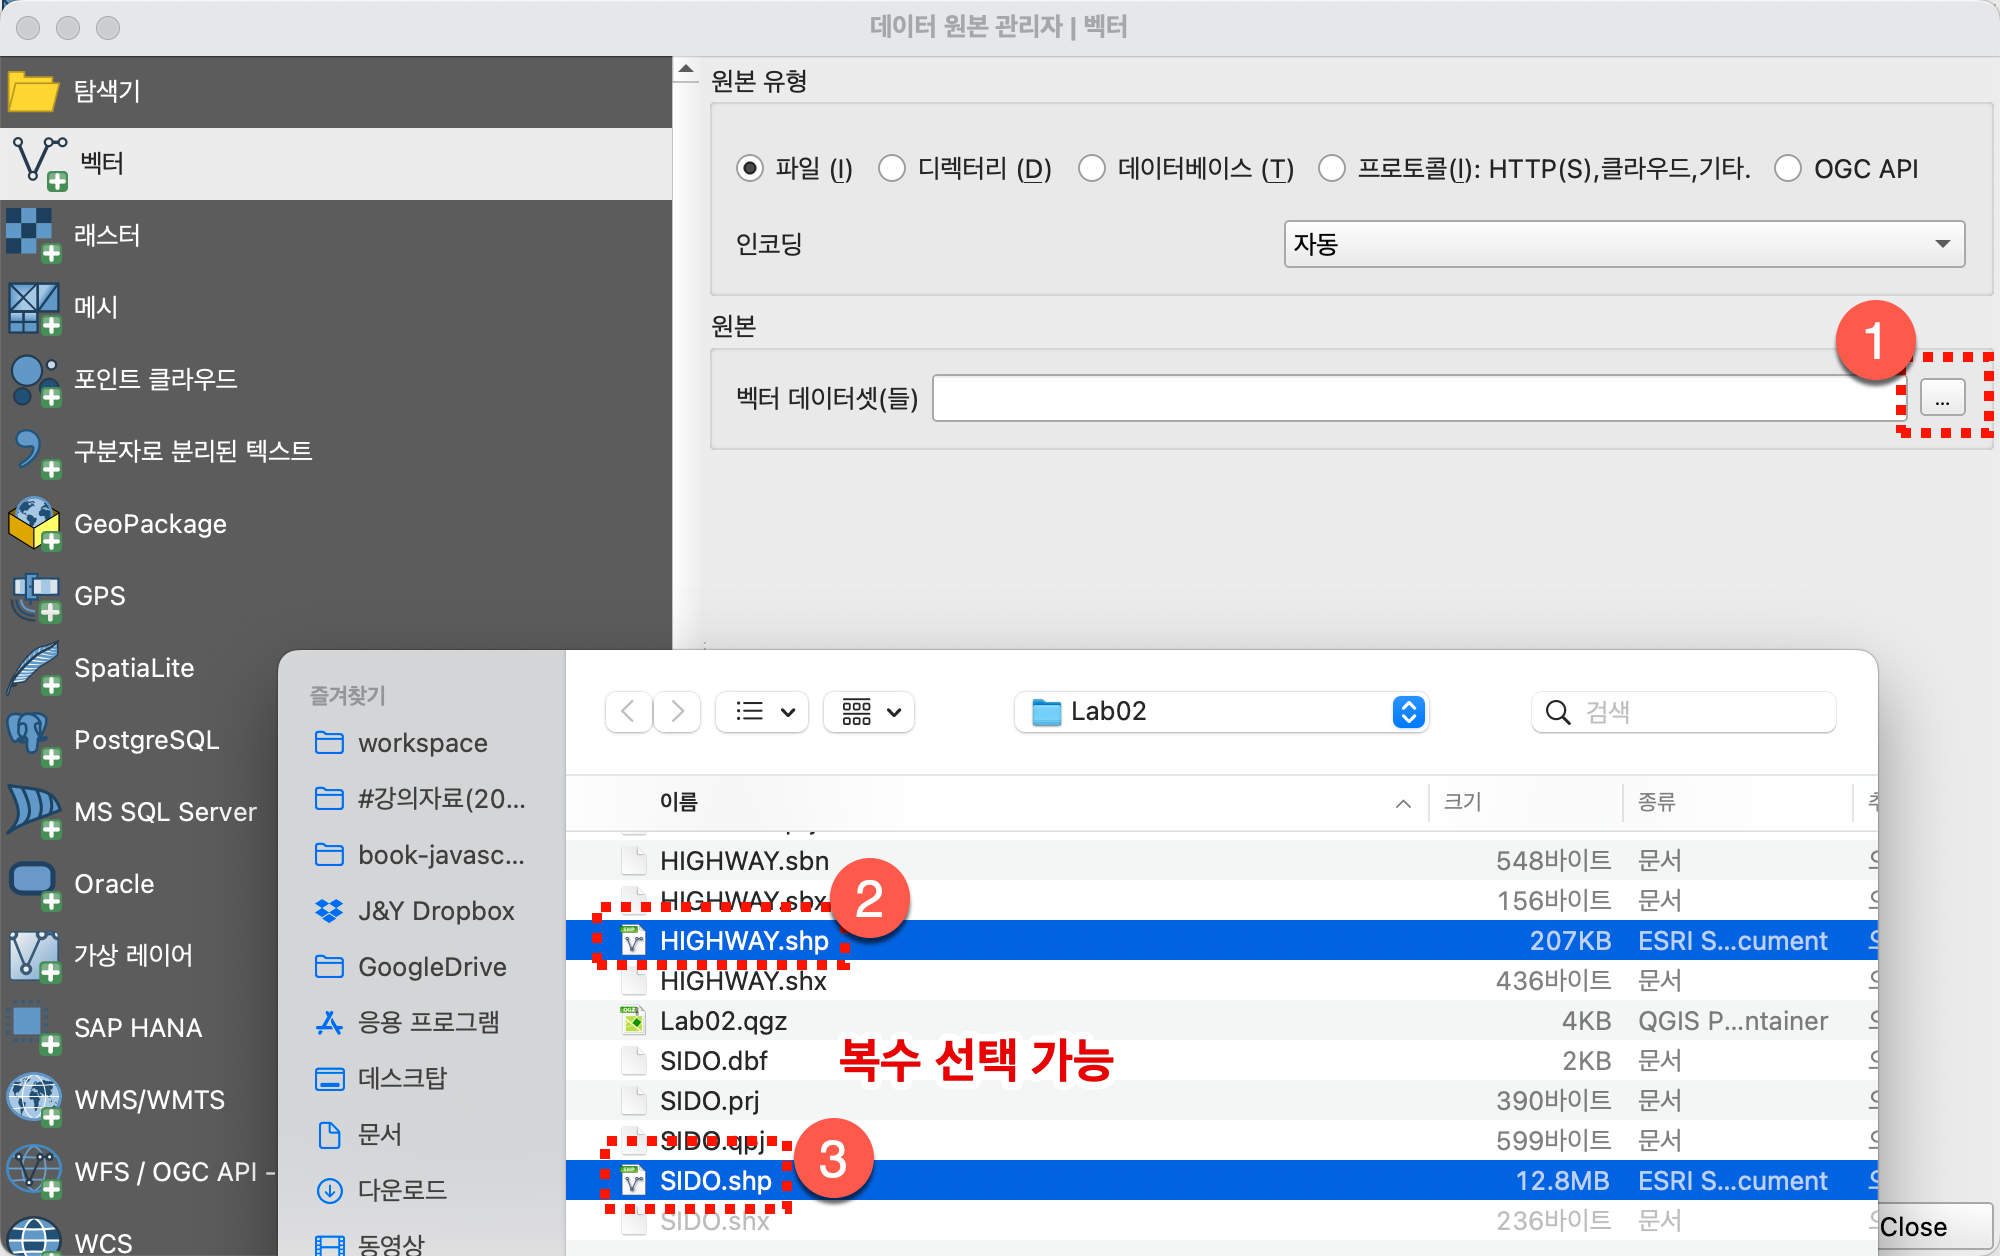 데이터 원본 관리자 | 벡터
탐색기
벡터
래스터
메시
포인트 클라우드
구분자로 분리된 텍스트
GeoPackage
GPS
SpatiaLite
PostgreSQL
MS SQL Server
Oracle
가상 레이어
SAP HANA
WMS/WMTS
WFS / OGC API -
WCS
원본 유형
파일 (I) 디렉터리 (D) 데이터베이스 (T) 프로토콜(I): HTTP(S),클라우드,기타. OGC API
인코딩 자동
원본
1
벡터 데이터셋(들) ...
즐겨찾기
workspace
#강의자료(20...
book-javasc...
J&Y Dropbox
GoogleDrive
응용 프로그램
데스크탑
문서
다운로드
동영상
Lab02 검색
이름 크기 종류
HIGHWAY.sbn 548바이트 문서
HIGHWAY.sbx 156바이트 문서
2
HIGHWAY.shp 207KB ESRI S...cument
HIGHWAY.shx 436바이트 문서
Lab02.qgz 4KB QGIS P...ntainer
복수 선택 가능
SIDO.dbf 2KB 문서
SIDO.prj 390바이트 문서
SIDO.qpj 599바이트 문서
3
SIDO.shp 12.8MB ESRI S...cument
SIDO.shx 236바이트 문서
Close